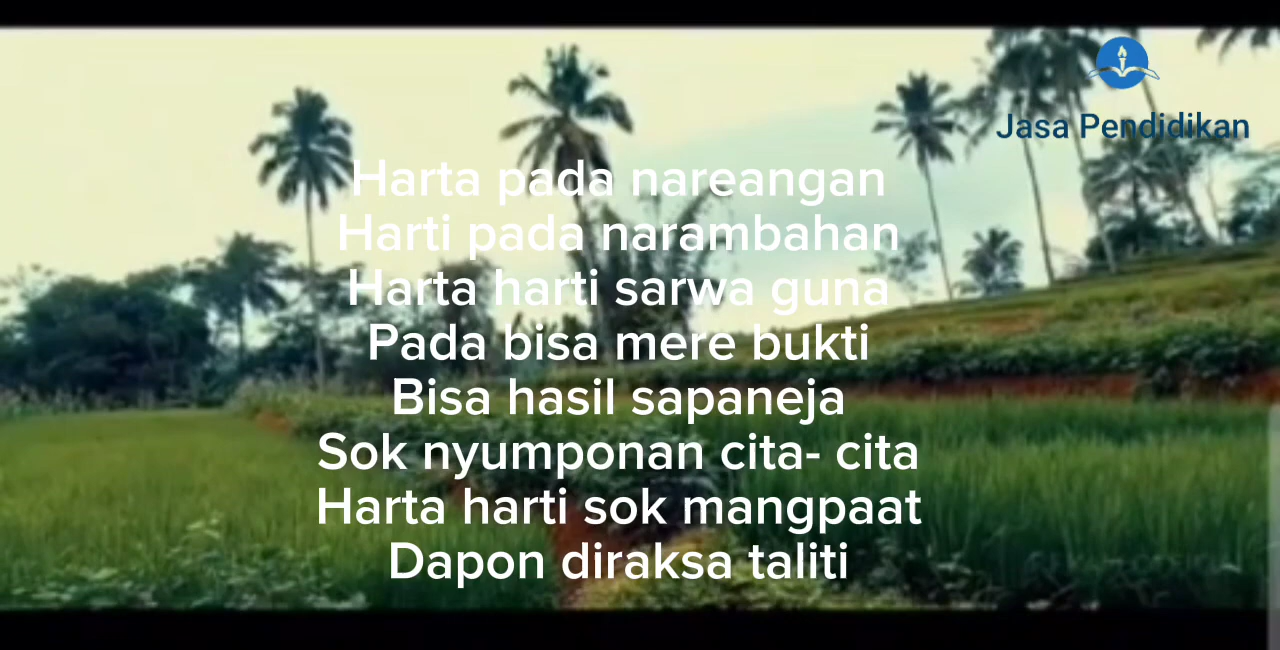 Jasa Pendidikan
Harta pada nareangan
Harti pada narambahan
Harta harti sarwa guna
Pada bisa mere bukti
Bisa hasil sapaneja
Sok nyumponan cita- cita
Harta harti sok mangpaat
Dapon diraksa taliti